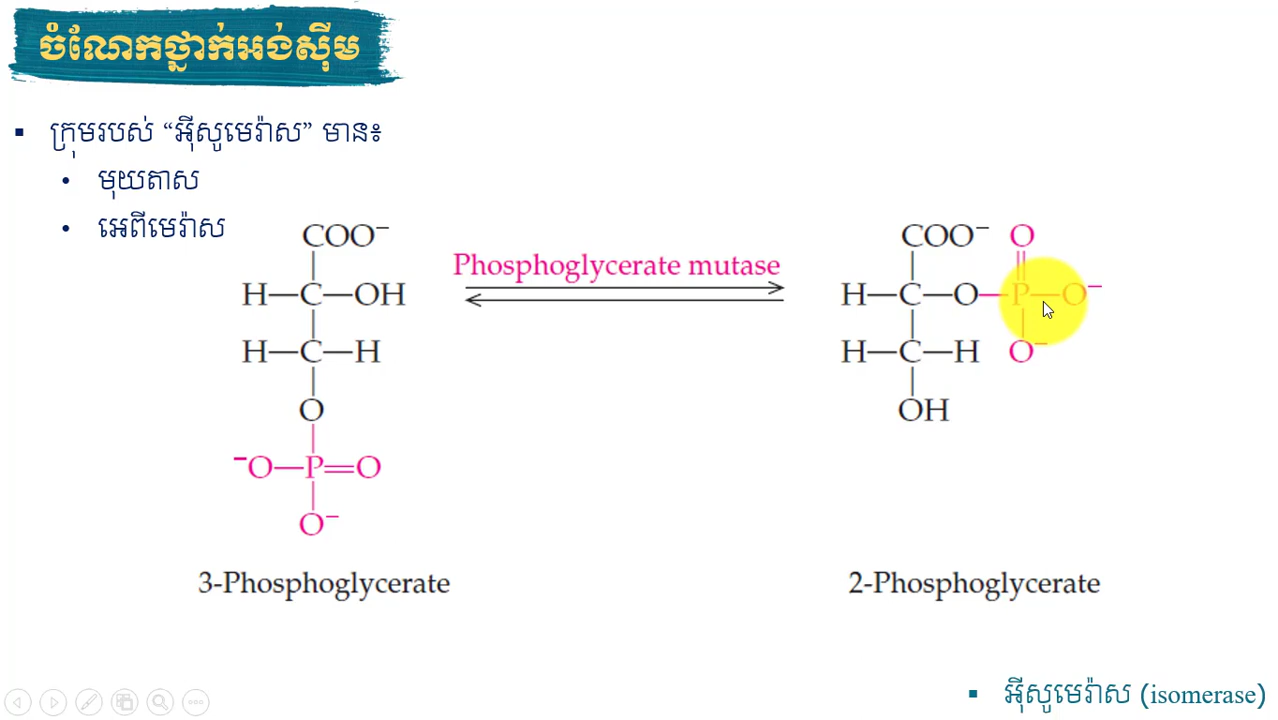 ចំណែកថ្នាក់អង់ស៊ីម
▪ ក្រុមរបស់ “អ៊ីសូមេរ៉ាស” មាន៖
• មុយតាស
• អេពីមេរ៉ាស
COO⁻
H—C—OH
H—C—H
O
⁻O—P=O
O⁻
3-Phosphoglycerate
Phosphoglycerate mutase
COO⁻ O
H—C—O—P—O⁻
H—C—H O⁻
OH
2-Phosphoglycerate
▪ អ៊ីសូមេរ៉ាស (isomerase)